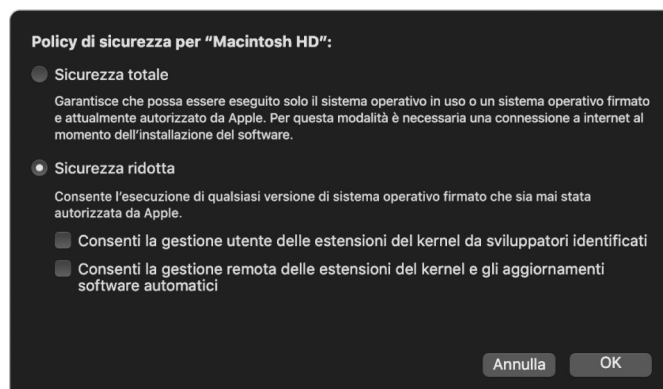 Policy di sicurezza per “Macintosh HD”:
Sicurezza totale
Garantisce che possa essere eseguito solo il sistema operativo in uso o un sistema operativo firmato
e attualmente autorizzato da Apple. Per questa modalità è necessaria una connessione a internet al
momento dell’installazione del software.
Sicurezza ridotta
Consente l’esecuzione di qualsiasi versione di sistema operativo firmato che sia mai stata
autorizzata da Apple.
Consenti la gestione utente delle estensioni del kernel da sviluppatori identificati
Consenti la gestione remota delle estensioni del kernel e gli aggiornamenti
software automatici
Annulla OK